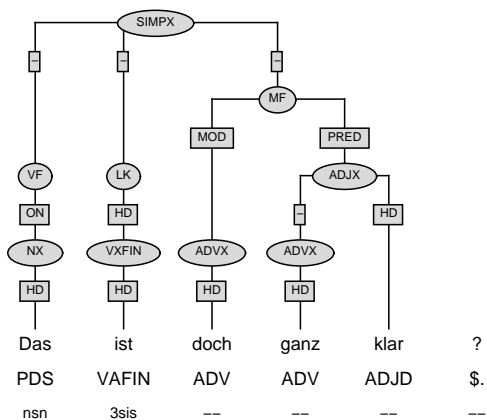 SIMPX
– – –
MF
MOD PRED
VF LK ADJX
ON HD – HD
NX VXFIN ADVX ADVX
HD HD HD HD
Das ist doch ganz klar ?
PDS VAFIN ADV ADV ADJD $.
nsn 3sis –– –– –– ––